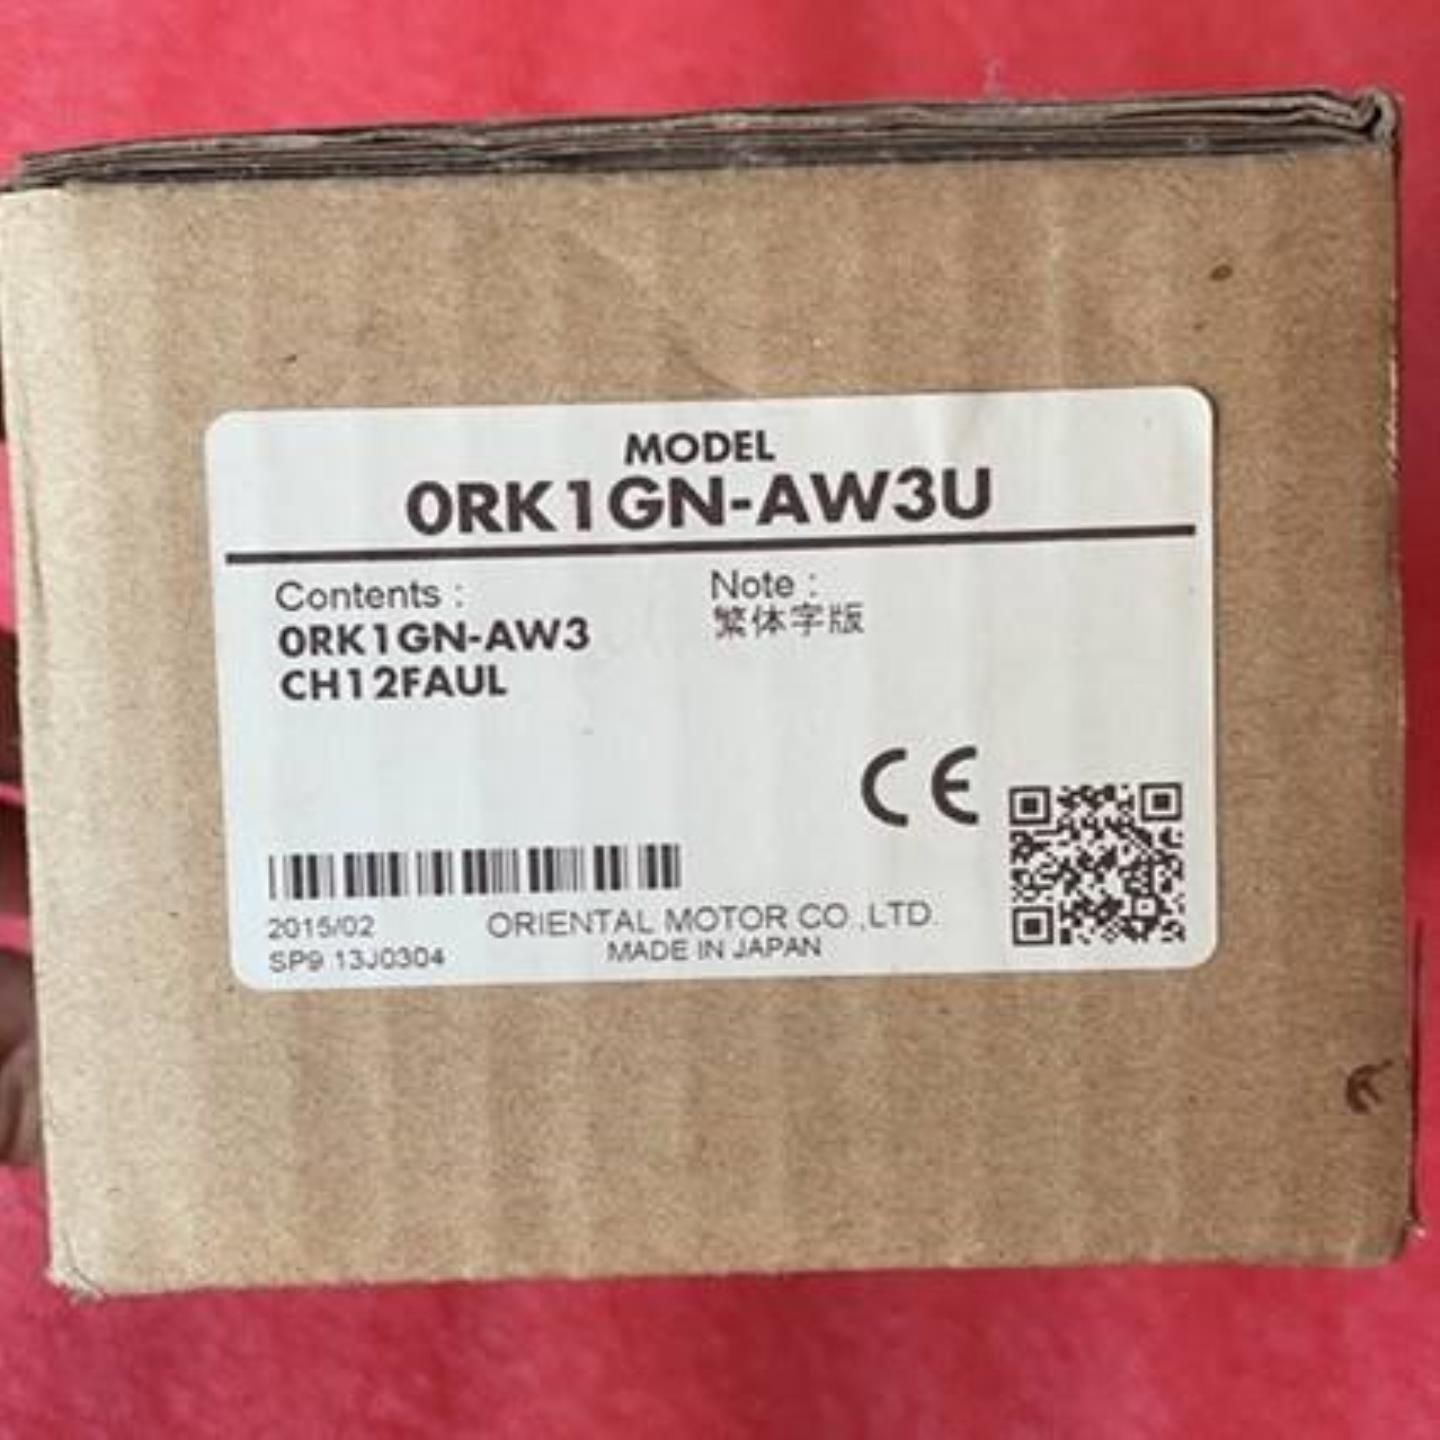 MODEL
0RK1GN-AW3U
Contents :
0RK1GN-AW3
CH12FAUL
Note :
繁体字版
CE
2015/02
SP9 13J0304
ORIENTAL MOTOR CO.,LTD.
MADE IN JAPAN